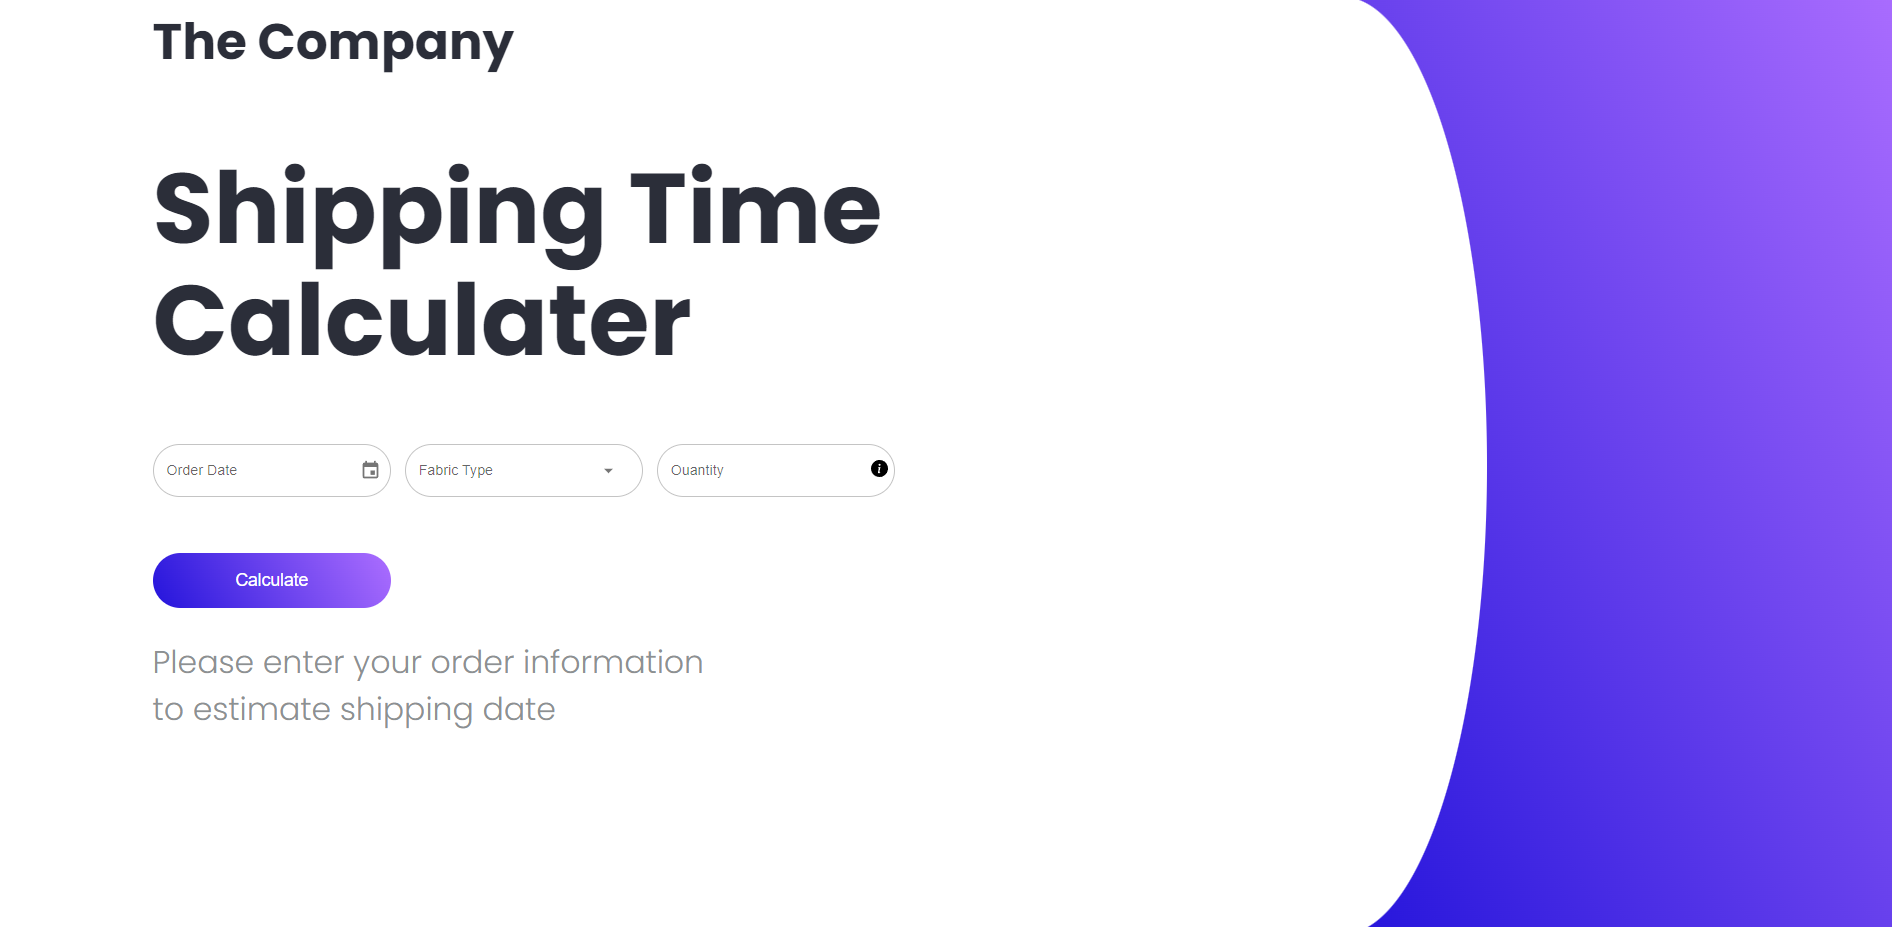 The Company
Shipping Time
Calculater
Order Date
Fabric Type
Quantity
i
Calculate
Please enter your order information
to estimate shipping date